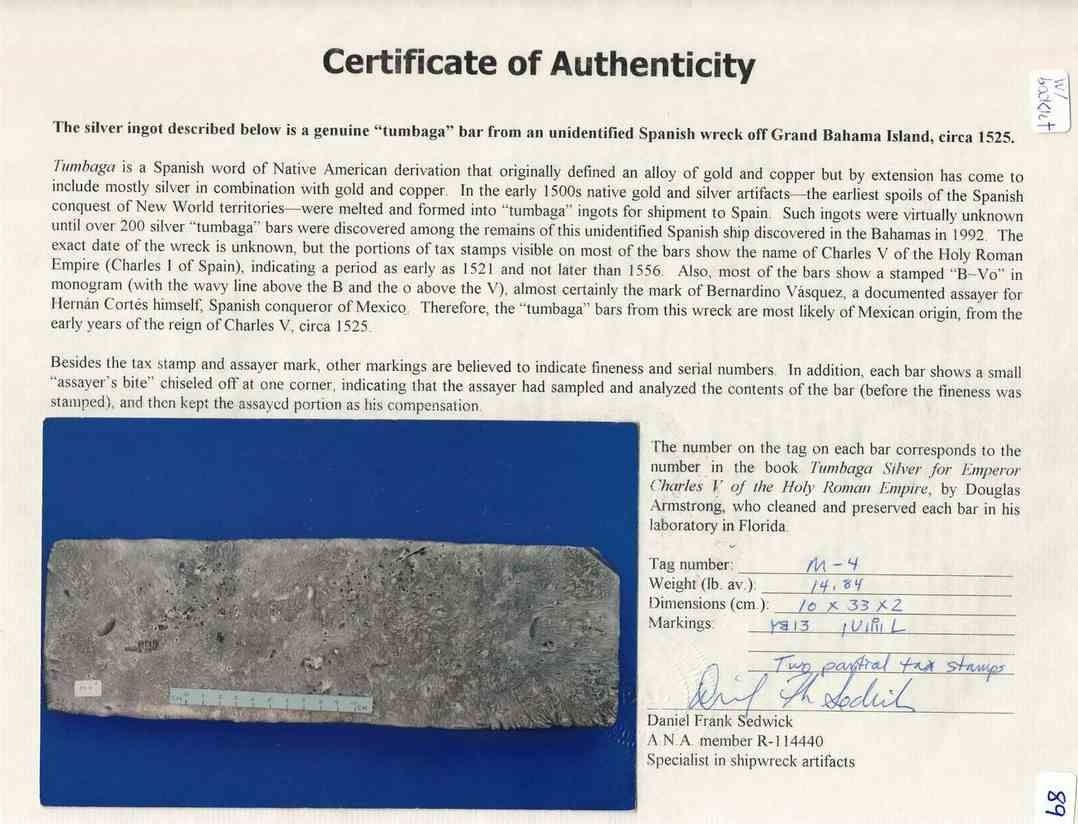 Certificate of Authenticity
W/
booklet
The silver ingot described below is a genuine “tumbaga” bar from an unidentified Spanish wreck off Grand Bahama Island, circa 1525.
Tumbaga is a Spanish word of Native American derivation that originally defined an alloy of gold and copper but by extension has come to
include mostly silver in combination with gold and copper. In the early 1500s native gold and silver artifacts—the earliest spoils of the Spanish
conquest of New World territories—were melted and formed into “tumbaga” ingots for shipment to Spain. Such ingots were virtually unknown
until over 200 silver “tumbaga” bars were discovered among the remains of this unidentified Spanish ship discovered in the Bahamas in 1992. The
exact date of the wreck is unknown, but the portions of tax stamps visible on most of the bars show the name of Charles V of the Holy Roman
Empire (Charles I of Spain), indicating a period as early as 1521 and not later than 1556. Also, most of the bars show a stamped “B–Vo” in
monogram (with the wavy line above the B and the o above the V), almost certainly the mark of Bernardino Vásquez, a documented assayer for
Hernán Cortés himself, Spanish conqueror of Mexico. Therefore, the “tumbaga” bars from this wreck are most likely of Mexican origin, from the
early years of the reign of Charles V, circa 1525.
Besides the tax stamp and assayer mark, other markings are believed to indicate fineness and serial numbers. In addition, each bar shows a small
“assayer’s bite” chiseled off at one corner, indicating that the assayer had sampled and analyzed the contents of the bar (before the fineness was
stamped), and then kept the assayed portion as his compensation.
The number on the tag on each bar corresponds to the
number in the book Tumbaga Silver for Emperor
Charles V of the Holy Roman Empire, by Douglas
Armstrong, who cleaned and preserved each bar in his
laboratory in Florida.
Tag number: M-4
Weight (lb. av.): 14.84
Dimensions (cm.): 10 x 33 x 2
Markings:
Two partial tax stamps
Daniel Frank Sedwick
A.N.A. member R-114440
Specialist in shipwreck artifacts
89